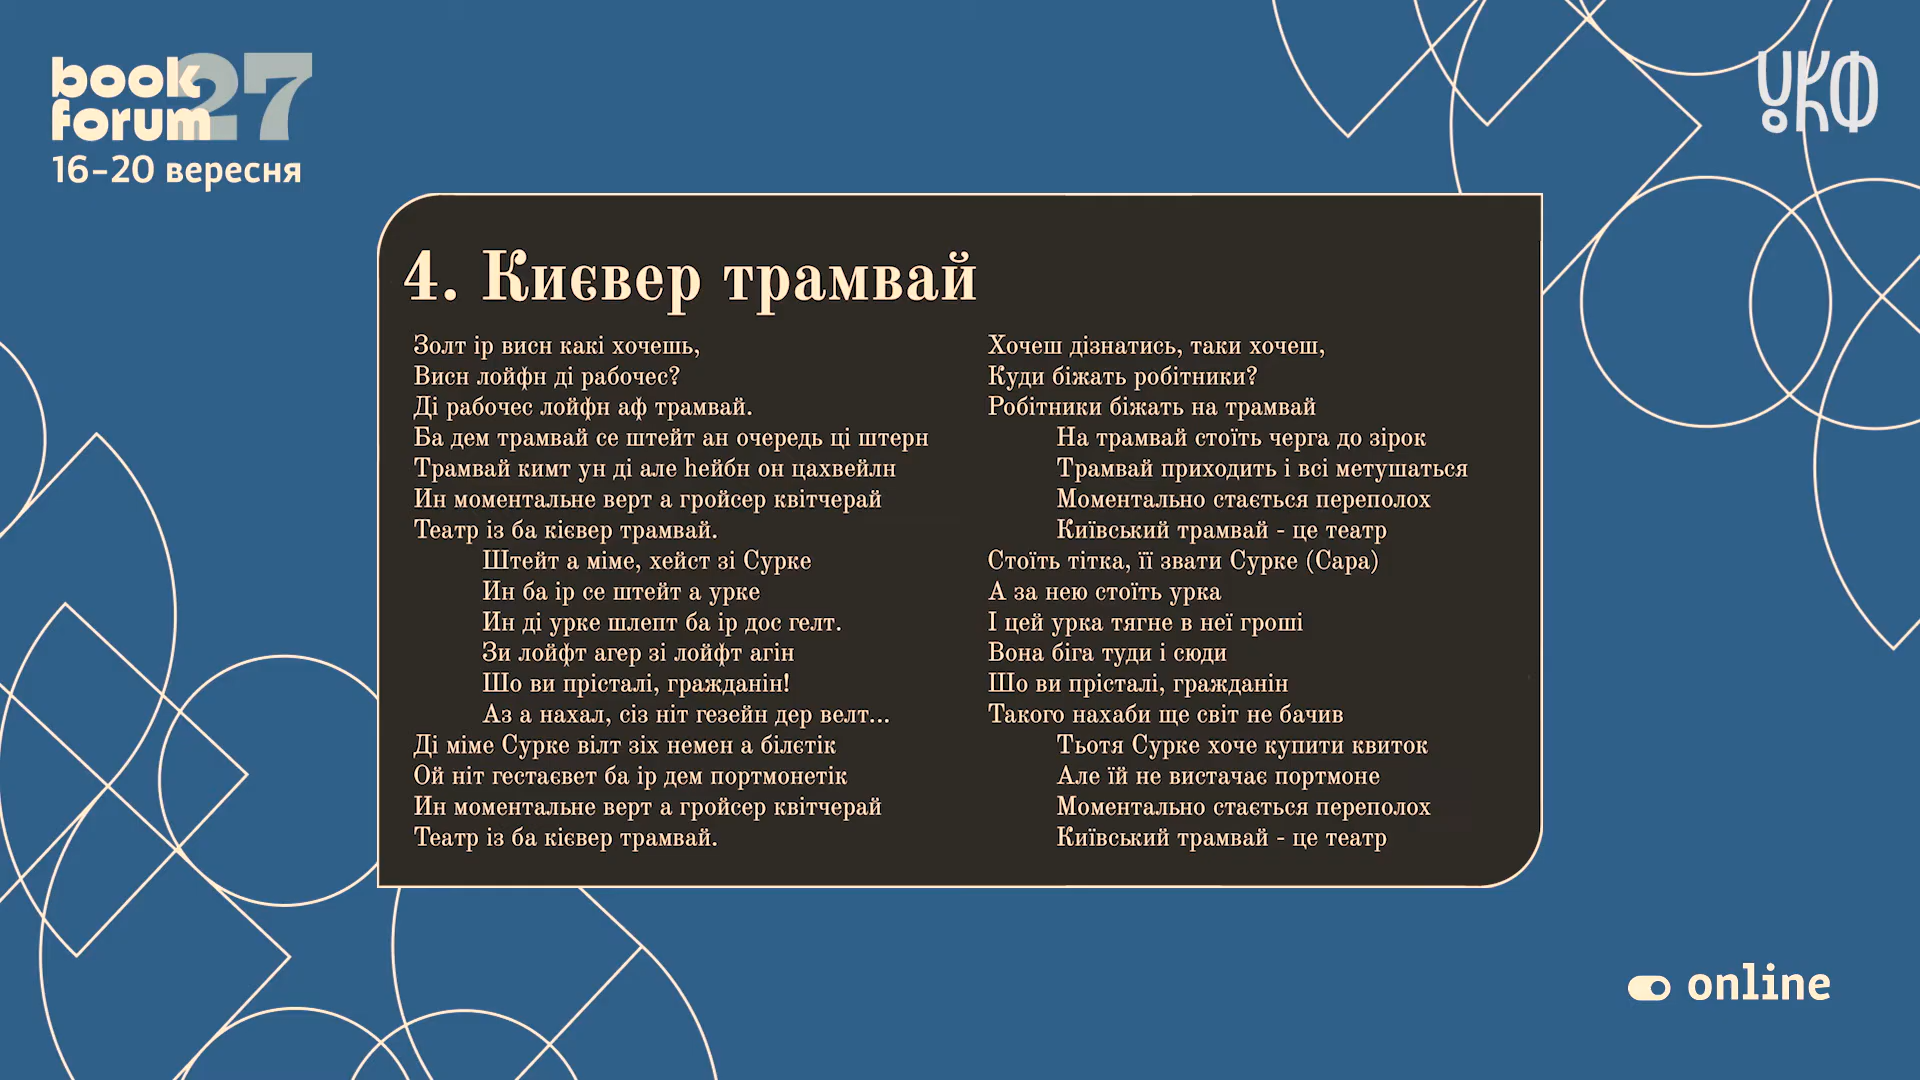 book forum 27
16-20 вересня
УКФ
4. Києвер трамвай
Золт ір висн какі хочешь,
Висн лойфн ді рабочес?
Ді рабочес лойфн аф трамвай.
Ба дем трамвай се штейт ан очередь ці штерн
Трамвай кимт ун ді але һейбн он цахвейлн
Ин моментальне верт а гройсер квітчерай
Театр із ба кієвер трамвай.
Штейт а міме, хейст зі Сурке
Ин ба ір се штейт а урке
Ин ді урке шлепт ба ір дос гелт.
Зи лойфт агер зі лойфт агін
Шо ви прісталі, гражданін!
Аз а нахал, сіз ніт гезейн дер велт...
Ді міме Сурке вілт зіх немен а білєтік
Ой ніт гестаєвет ба ір дем портмонетік
Ин моментальне верт а гройсер квітчерай
Театр із ба кієвер трамвай.
Хочеш дізнатись, таки хочеш,
Куди біжать робітники?
Робітники біжать на трамвай
На трамвай стоїть черга до зірок
Трамвай приходить і всі метушаться
Моментально стається переполох
Київський трамвай - це театр
Стоїть тітка, її звати Сурке (Сара)
А за нею стоїть урка
І цей урка тягне в неї гроші
Вона біга туди і сюди
Шо ви прісталі, гражданін
Такого нахаби ще світ не бачив
Тьотя Сурке хоче купити квиток
Але їй не вистачає портмоне
Моментально стається переполох
Київський трамвай - це театр
online